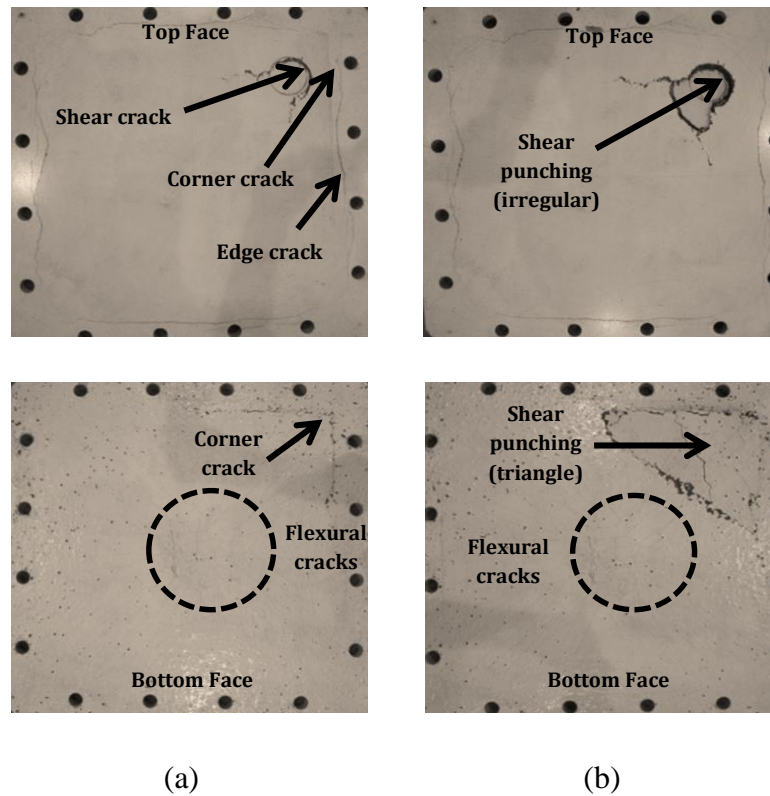 Top Face
Shear crack
Corner crack
Edge crack
Top Face
Shear
punching
(irregular)
Corner
crack
Flexural
cracks
Bottom Face
Shear
punching
(triangle)
Flexural
cracks
Bottom Face
(a)
(b)